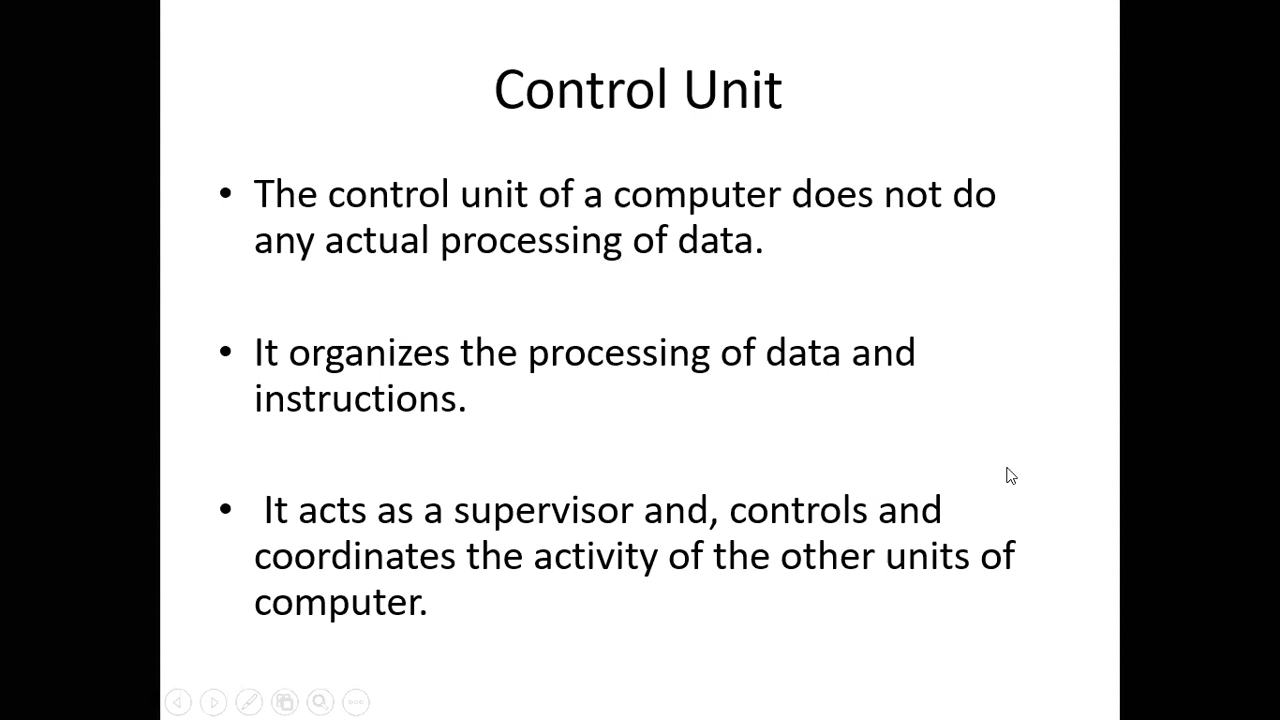 Control Unit
• The control unit of a computer does not do
any actual processing of data.
• It organizes the processing of data and
instructions.
• It acts as a supervisor and, controls and
coordinates the activity of the other units of
computer.